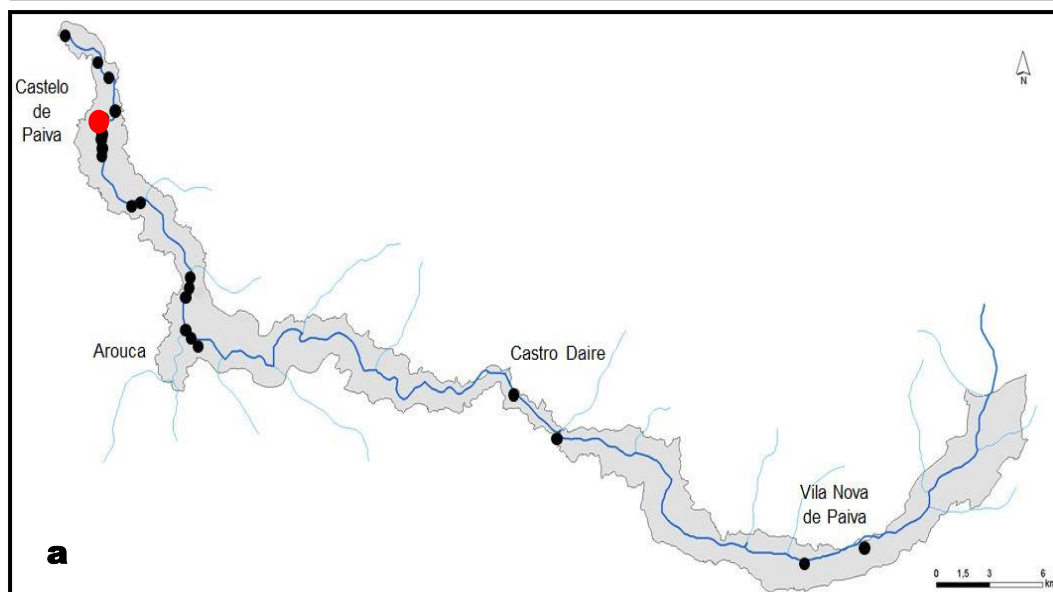 Castelo
de
Paiva
N
Arouca
Castro Daire
Vila Nova
de Paiva
a
0 1,5 3 6
km